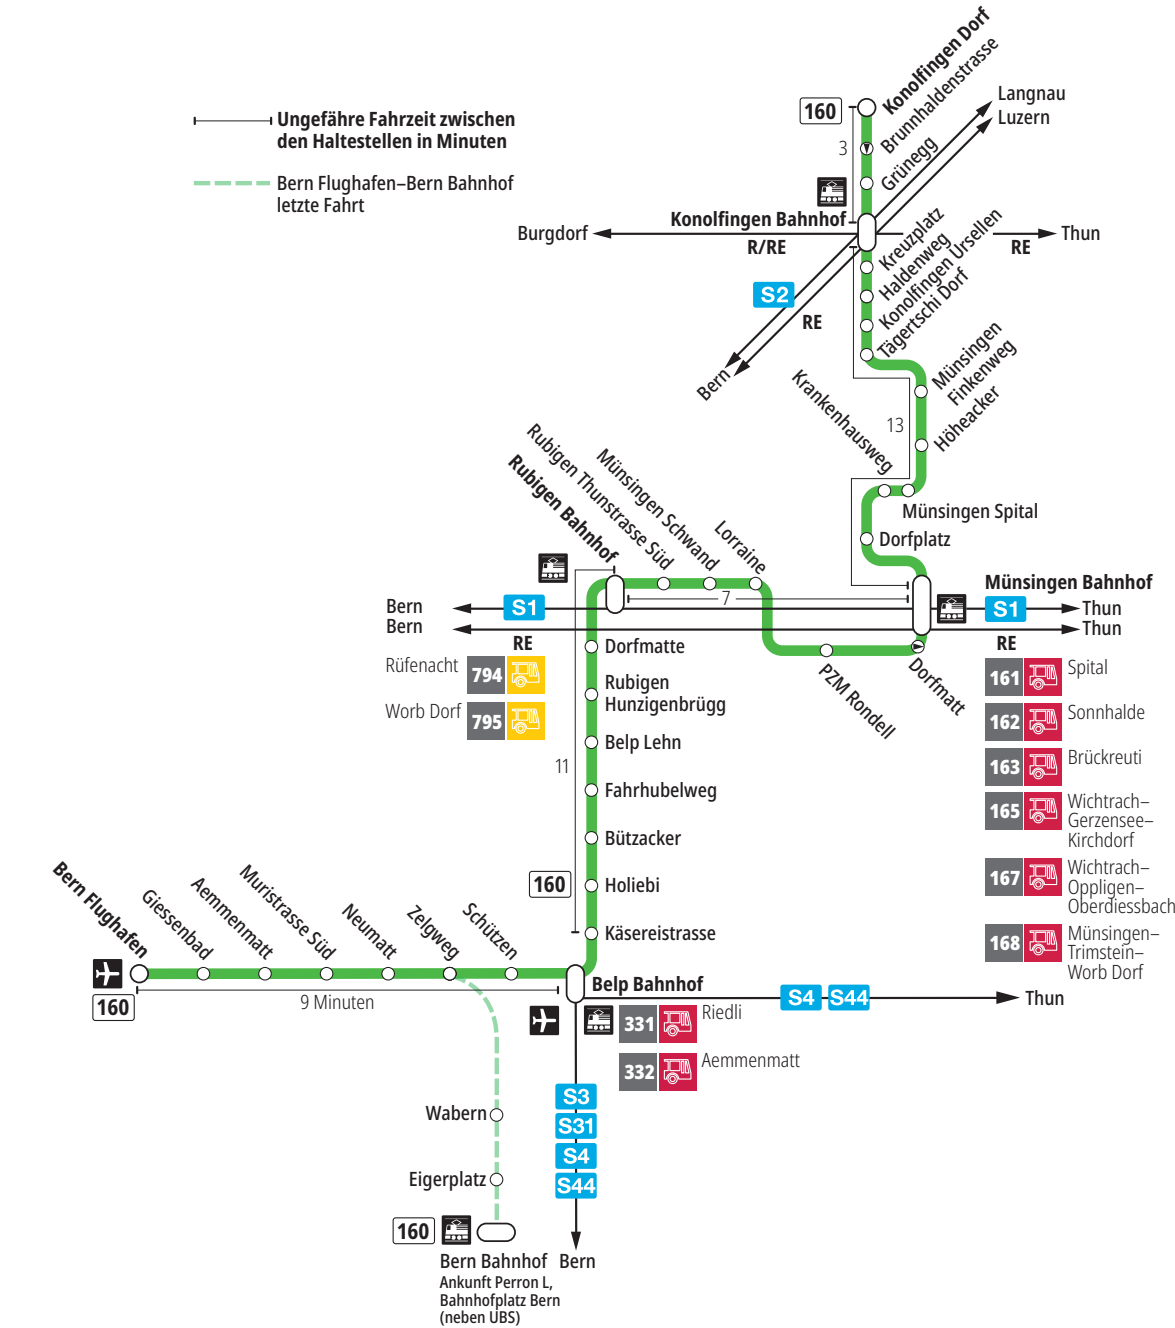 Ungefähre Fahrzeit zwischen
den Haltestellen in Minuten
Bern Flughafen–Bern Bahnhof
letzte Fahrt
160
Konolfingen Dorf
Brunnhaldenstrasse
Grünegg
3
Langnau
Luzern
Konolfingen Bahnhof
Burgdorf
R/RE
RE
Thun
S2
RE
Bern
Kreuzplatz
Haldenweg
Konolfingen Ursellen
Tägertschi Dorf
Münsingen
Finkenweg
Höheacker
13
Krankenhausweg
Münsingen Spital
Dorfplatz
Rubigen Bahnhof
Rubigen Thunstrasse Süd
Münsingen Schwand
Lorraine
7
Münsingen Bahnhof
Bern
S1
S1
Thun
Bern
Thun
RE
RE
PZM Rondell
Dorfmatt
Rüfenacht
794
Worb Dorf
795
161
Spital
162
Sonnhalde
163
Brückreuti
165
Wichtrach–
Gerzensee–
Kirchdorf
167
Wichtrach–
Oppligen–
Oberdiessbach
168
Münsingen–
Trimstein–
Worb Dorf
Dorfmatte
Rubigen
Hunzigenbrügg
Belp Lehn
11
Fahrhubelweg
Bützacker
160
Holiebi
Käsereistrasse
Bern Flughafen
Giessenbad
Aemmenmatt
Muristrasse Süd
Neumatt
Zelgweg
Schützen
160
9 Minuten
Belp Bahnhof
S4
S44
Thun
331
Riedli
332
Aemmenmatt
S3
S31
S4
S44
Bern
Wabern
Eigerplatz
160
Bern Bahnhof
Ankunft Perron L,
Bahnhofplatz Bern
(neben UBS)